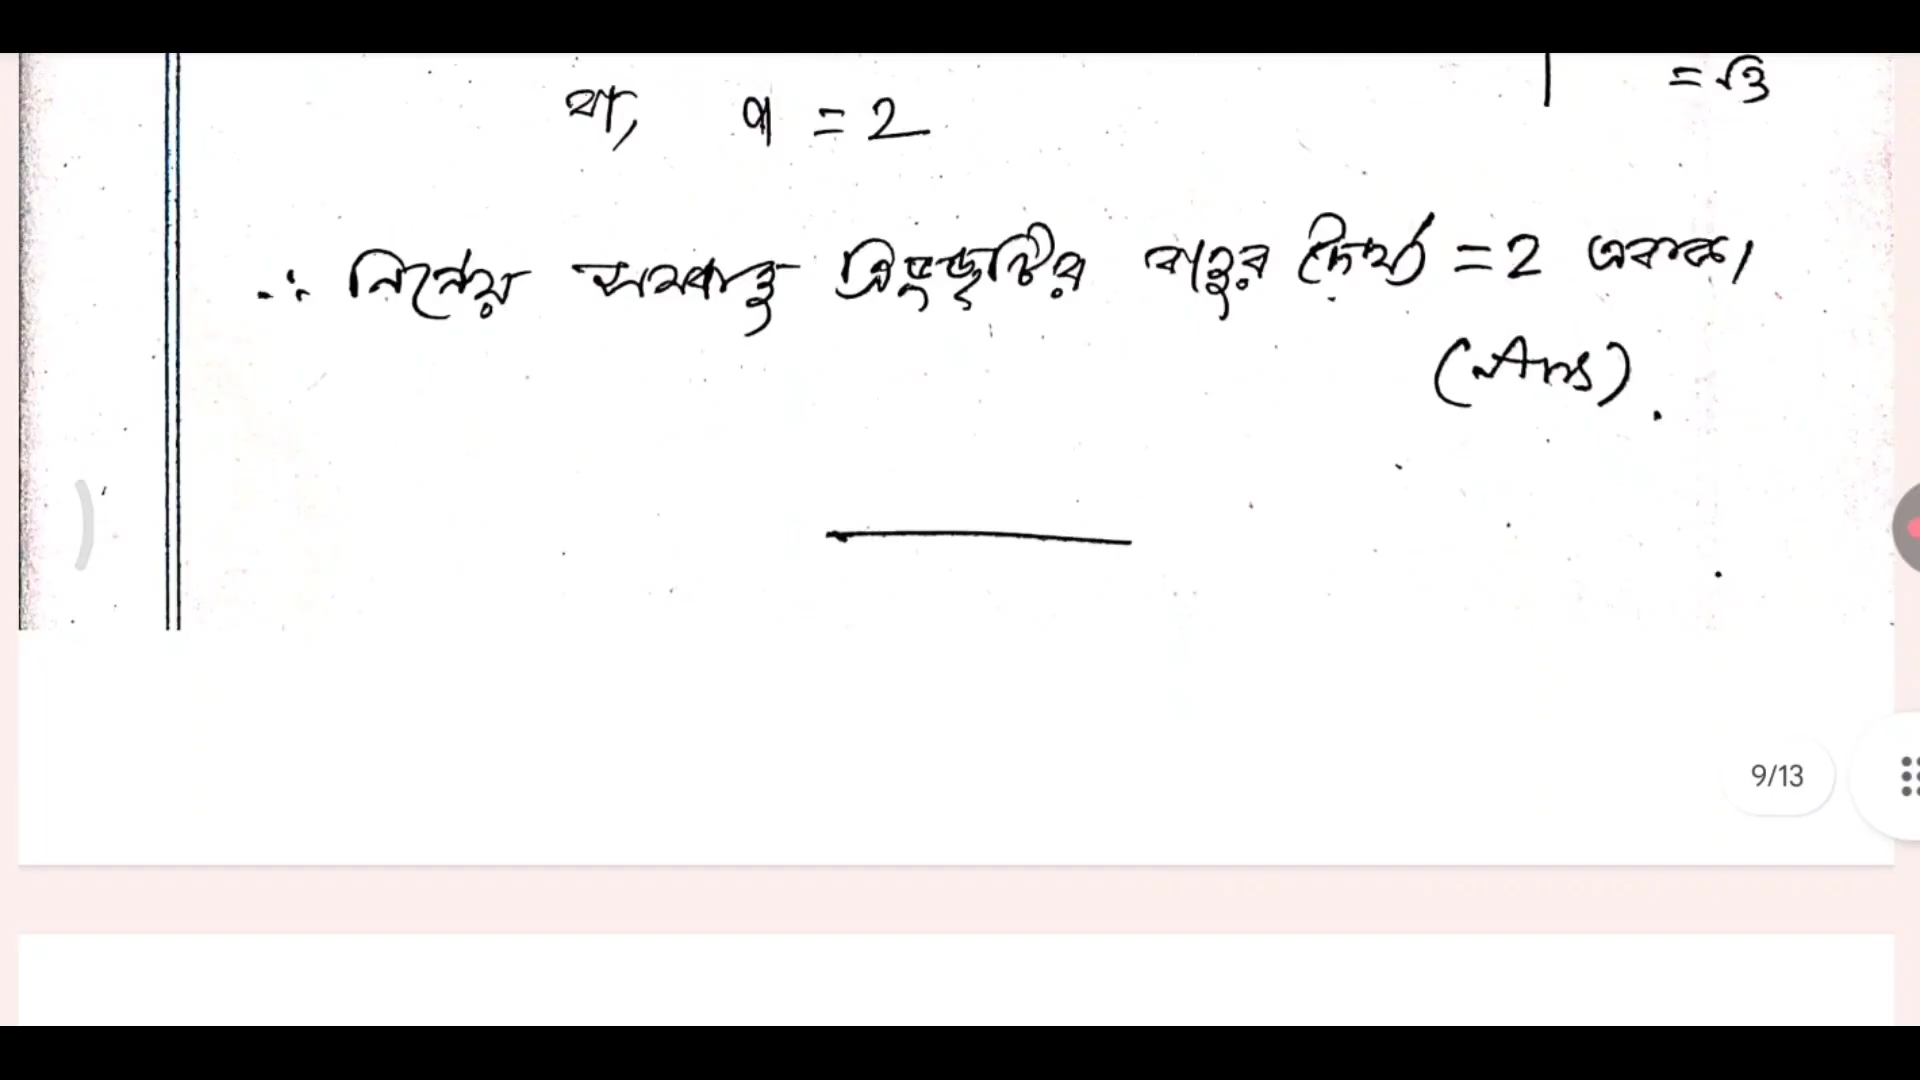 = √3
বা, a = 2
∴ নির্ণেয় সমবাহু ত্রিভুজটির বাহুর দৈর্ঘ্য = 2 একক।
(Ans).
9/13